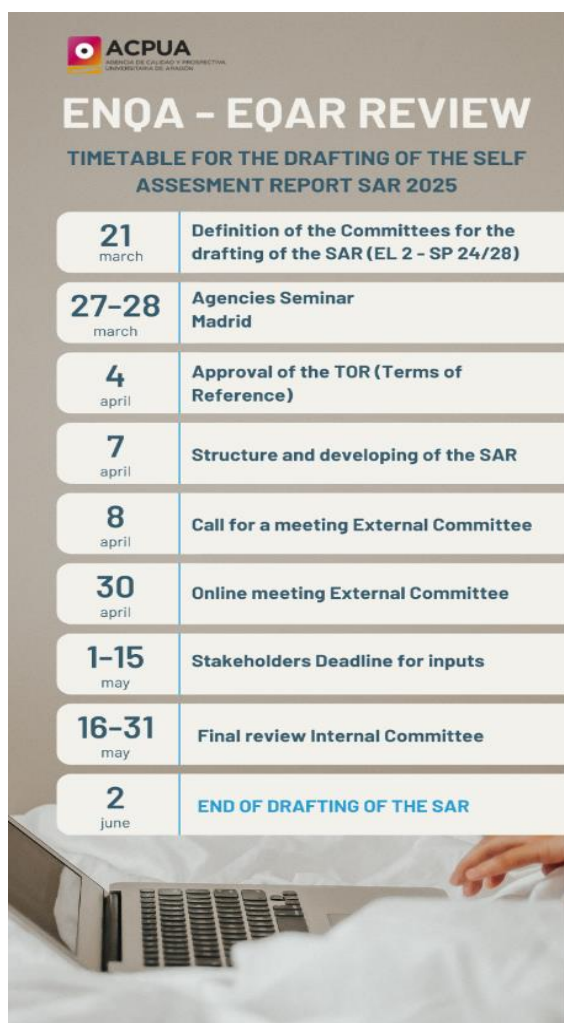 ACPUA
AGENCIA DE CALIDAD Y PROSPECTIVA
UNIVERSITARIA DE ARAGÓN
ENQA - EQAR REVIEW
TIMETABLE FOR THE DRAFTING OF THE SELF
ASSESMENT REPORT SAR 2025
21
march
Definition of the Committees for the
drafting of the SAR (EL 2 - SP 24/28)
27-28
march
Agencies Seminar
Madrid
4
april
Approval of the TOR (Terms of
Reference)
7
april
Structure and developing of the SAR
8
april
Call for a meeting External Committee
30
april
Online meeting External Committee
1-15
may
Stakeholders Deadline for inputs
16-31
may
Final review Internal Committee
2
june
END OF DRAFTING OF THE SAR